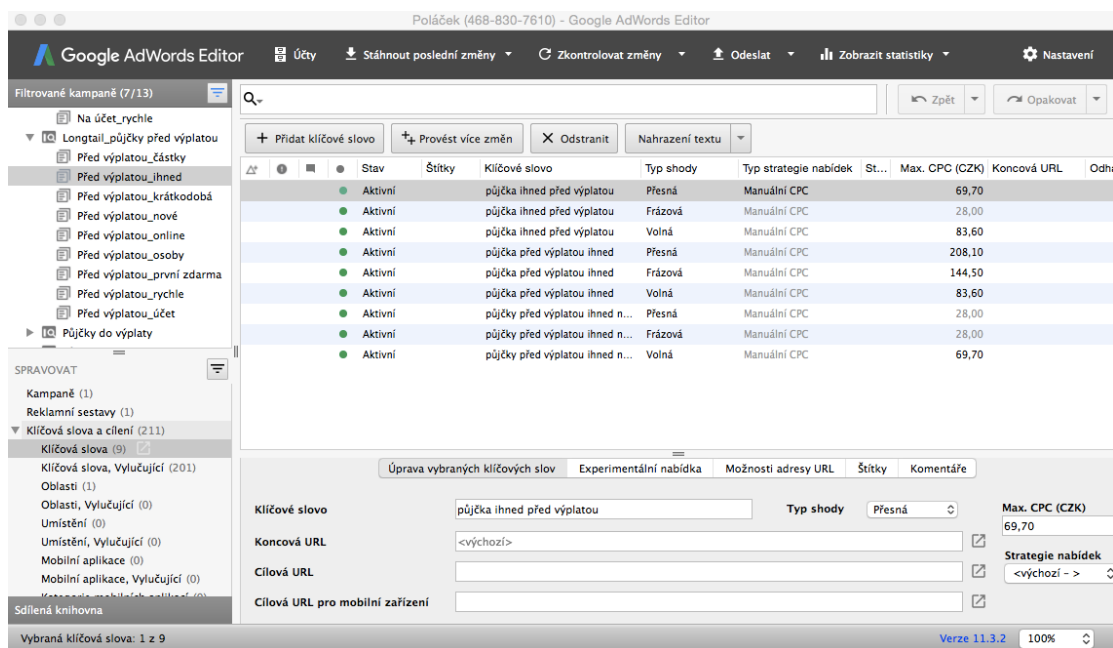 Poláček (468-830-7610) - Google AdWords Editor
Google AdWords Editor Účty Stáhnout poslední změny Zkontrolovat změny Odeslat Zobrazit statistiky Nastavení
Filtrované kampaně (7/13)
Zpět Opakovat
Na účet_rychle
Longtail_půjčky před výplatou
Před výplatou_částky
Před výplatou_ihned
Před výplatou_krátkodobá
Před výplatou_nové
Před výplatou_online
Před výplatou_osoby
Před výplatou_první zdarma
Před výplatou_rychle
Před výplatou_účet
Půjčky do výplaty
Přidat klíčové slovo Provést více změn Odstranit Nahrazení textu
Stav Štítky Klíčové slovo Typ shody Typ strategie nabídek St... Max. CPC (CZK) Koncová URL Odha
Aktivní půjčka ihned před výplatou Přesná Manuální CPC 69,70
Aktivní půjčka ihned před výplatou Frázová Manuální CPC 28,00
Aktivní půjčka ihned před výplatou Volná Manuální CPC 83,60
Aktivní půjčka před výplatou ihned Přesná Manuální CPC 208,10
Aktivní půjčka před výplatou ihned Frázová Manuální CPC 144,50
Aktivní půjčka před výplatou ihned Volná Manuální CPC 83,60
Aktivní půjčky před výplatou ihned n... Přesná Manuální CPC 28,00
Aktivní půjčky před výplatou ihned n... Frázová Manuální CPC 28,00
Aktivní půjčky před výplatou ihned n... Volná Manuální CPC 69,70
SPRAVOVAT
Kampaně (1)
Reklamní sestavy (1)
Klíčová slova a cílení (211)
Klíčová slova (9)
Klíčová slova, Vylučující (201)
Oblasti (1)
Oblasti, Vylučující (0)
Umístění (0)
Umístění, Vylučující (0)
Mobilní aplikace (0)
Mobilní aplikace, Vylučující (0)
Kategorie mobilních aplikací (0)
Sdílená knihovna
Úprava vybraných klíčových slov Experimentální nabídka Možnosti adresy URL Štítky Komentáře
Klíčové slovo půjčka ihned před výplatou Typ shody Přesná Max. CPC (CZK)
69,70
Koncová URL <výchozí>
Strategie nabídek
Cílová URL <výchozí - >
Cílová URL pro mobilní zařízení
Vybraná klíčová slova: 1 z 9 Verze 11.3.2 100%